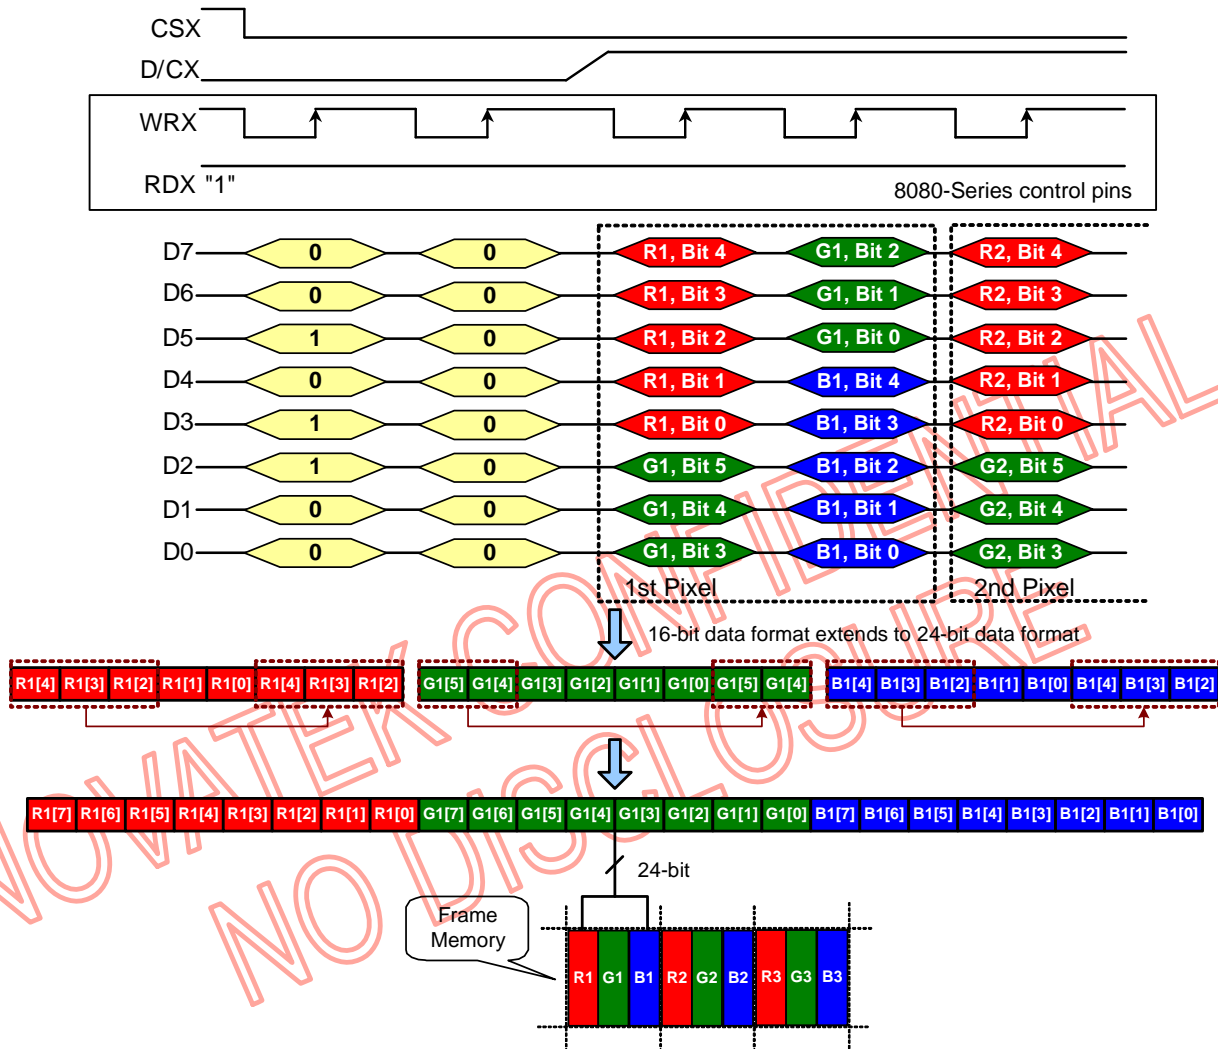 CSX
D/CX
WRX
RDX "1"
8080-Series control pins
D7 0 0 R1, Bit 4 G1, Bit 2 R2, Bit 4
D6 0 0 R1, Bit 3 G1, Bit 1 R2, Bit 3
D5 1 0 R1, Bit 2 G1, Bit 0 R2, Bit 2
D4 0 0 R1, Bit 1 B1, Bit 4 R2, Bit 1
D3 1 0 R1, Bit 0 B1, Bit 3 R2, Bit 0
D2 1 0 G1, Bit 5 B1, Bit 2 G2, Bit 5
D1 0 0 G1, Bit 4 B1, Bit 1 G2, Bit 4
D0 0 0 G1, Bit 3 B1, Bit 0 G2, Bit 3
1st Pixel 2nd Pixel
16-bit data format extends to 24-bit data format
R1[4] R1[3] R1[2] R1[1] R1[0] R1[4] R1[3] R1[2] G1[5] G1[4] G1[3] G1[2] G1[1] G1[0] G1[5] G1[4] B1[4] B1[3] B1[2] B1[1] B1[0] B1[4] B1[3] B1[2]
R1[7] R1[6] R1[5] R1[4] R1[3] R1[2] R1[1] R1[0] G1[7] G1[6] G1[5] G1[4] G1[3] G1[2] G1[1] G1[0] B1[7] B1[6] B1[5] B1[4] B1[3] B1[2] B1[1] B1[0]
24-bit
Frame
Memory
R1 G1 B1 R2 G2 B2 R3 G3 B3
NOVATEK CONFIDENTIAL
NO DISCLOSURE